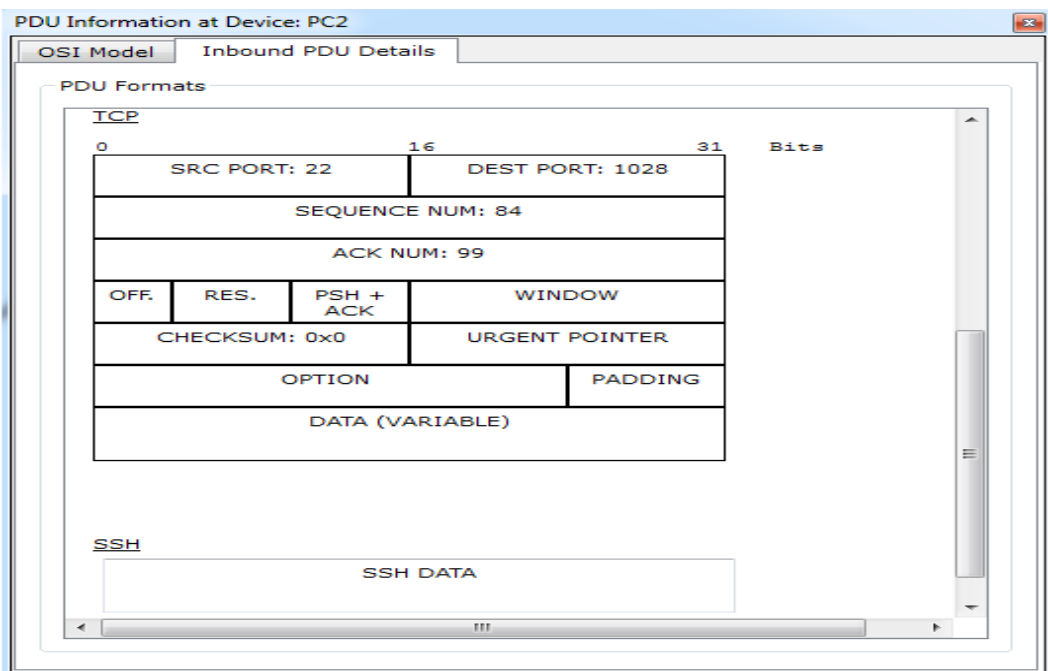 PDU Information at Device: PC2
OSI Model Inbound PDU Details
PDU Formats
TCP
0 16 31 Bits
SRC PORT: 22 DEST PORT: 1028
SEQUENCE NUM: 84
ACK NUM: 99
OFF. RES. PSH + WINDOW
ACK
CHECKSUM: 0x0 URGENT POINTER
OPTION PADDING
DATA (VARIABLE)
SSH
SSH DATA